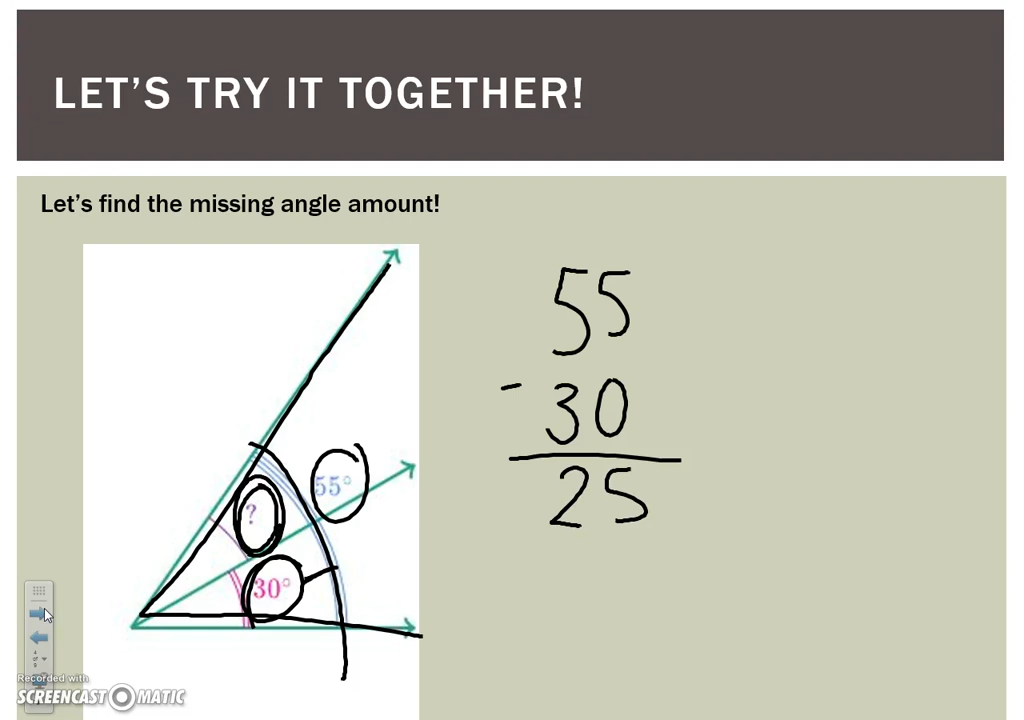 LET'S TRY IT TOGETHER!
Let's find the missing angle amount!
55
55°
- 30
?
25
30°
Recorded with
SCREENCAST MATIC